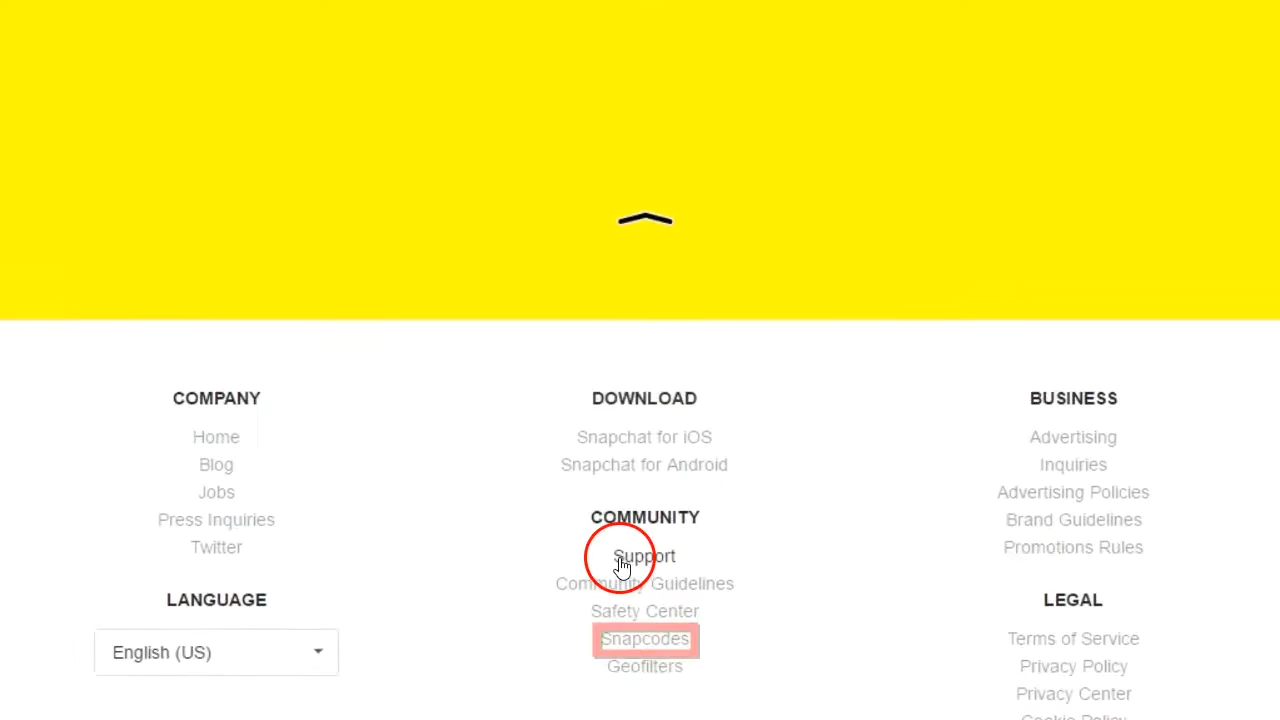 COMPANY
Home
Blog
Jobs
Press Inquiries
Twitter
LANGUAGE
English (US)
DOWNLOAD
Snapchat for iOS
Snapchat for Android
COMMUNITY
Support
Community Guidelines
Safety Center
Snapcodes
Geofilters
BUSINESS
Advertising
Inquiries
Advertising Policies
Brand Guidelines
Promotions Rules
LEGAL
Terms of Service
Privacy Policy
Privacy Center
Cookie Policy